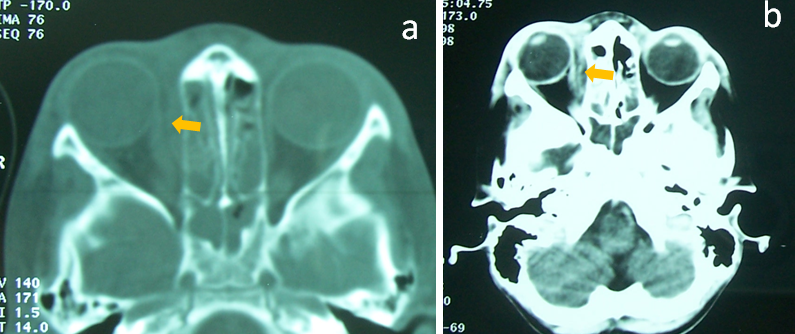 TP -170.0
IMA 76
SEQ 76
a
R
V 140
A 171
I 1.5
T 14.0
5:04.75
173.0
98
98
b
0
-69